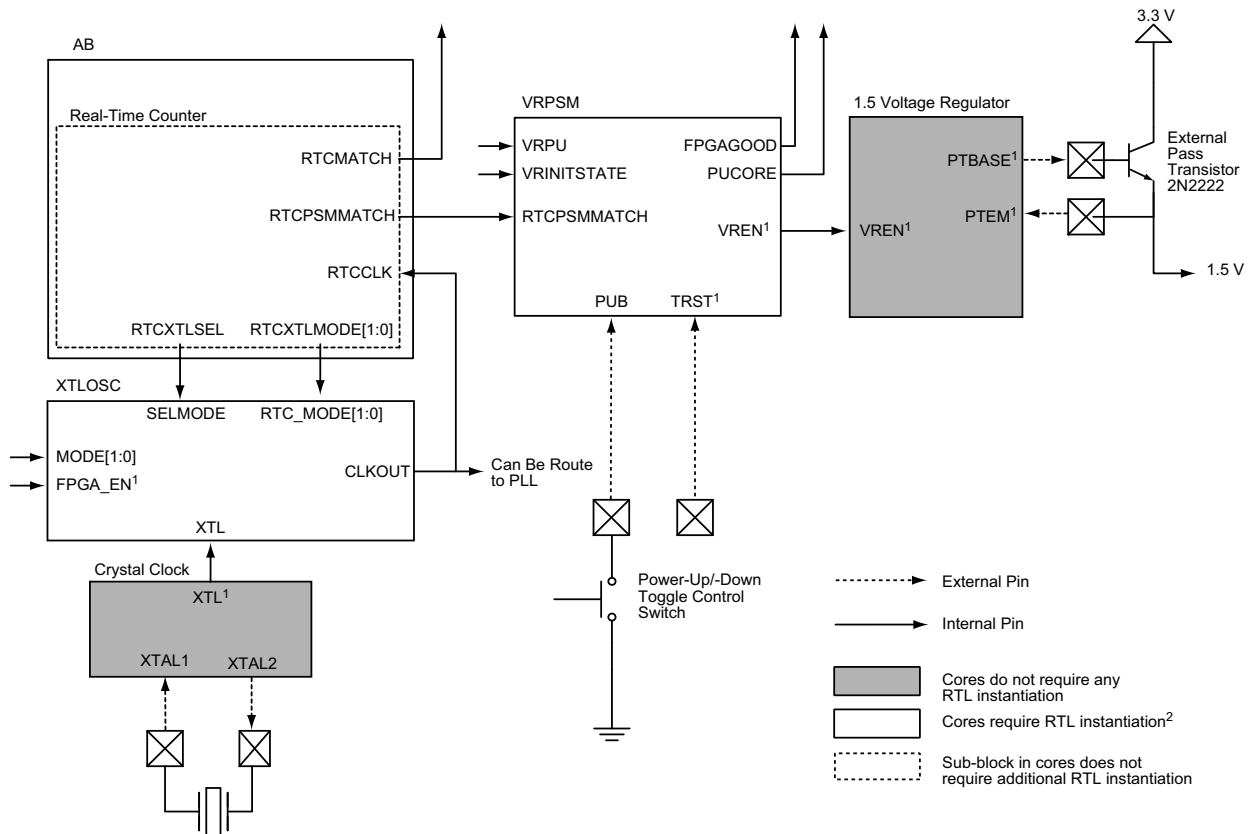 AB
Real-Time Counter
RTCMATCH
RTCPSMMATCH
RTCCLK
RTCXTLSEL
RTCXTLMODE[1:0]
XTLOSC
SELMODE
RTC_MODE[1:0]
MODE[1:0]
FPGA_EN1
CLKOUT
XTL
Can Be Route
to PLL
Crystal Clock
XTL1
XTAL1
XTAL2
VRPSM
VRPU
VRINITSTATE
RTCPSMMATCH
FPGAGOOD
PUCORE
VREN1
PUB
TRST1
Power-Up/-Down
Toggle Control
Switch
1.5 Voltage Regulator
PTBASE1
PTEM1
VREN1
3.3 V
External
Pass
Transistor
2N2222
1.5 V
External Pin
Internal Pin
Cores do not require any
RTL instantiation
Cores require RTL instantiation2
Sub-block in cores does not
require additional RTL instantiation